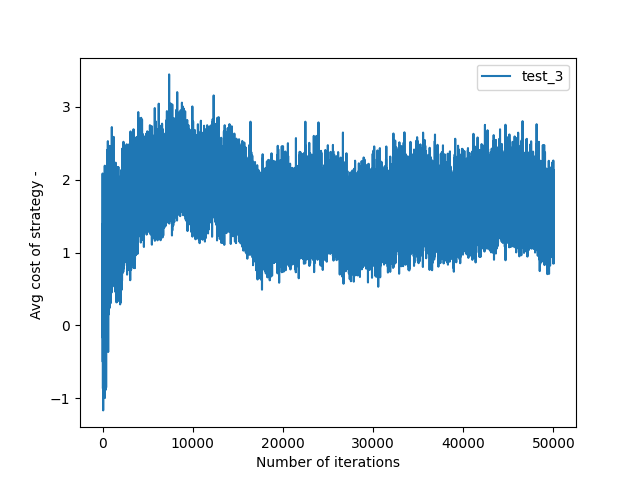 test_3
3
2
1
0
−1
Avg cost of strategy -
0 10000 20000 30000 40000 50000
Number of iterations